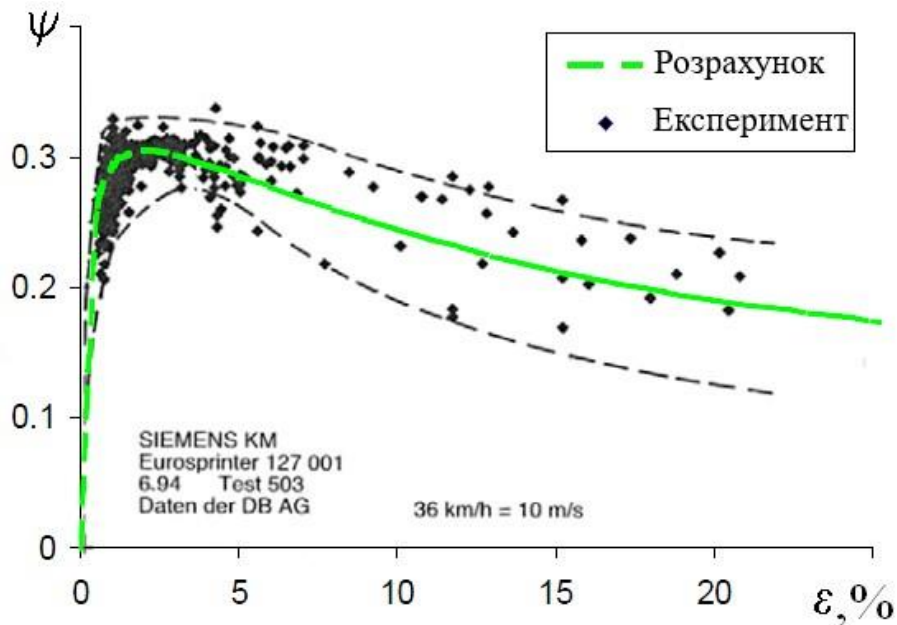 ψ
Розрахунок
Експеримент
0.3
0.2
0.1
0
SIEMENS KM
Eurosprinter 127 001
6.94 Test 503
Daten der DB AG
36 km/h = 10 m/s
0 5 10 15 20
ε,%